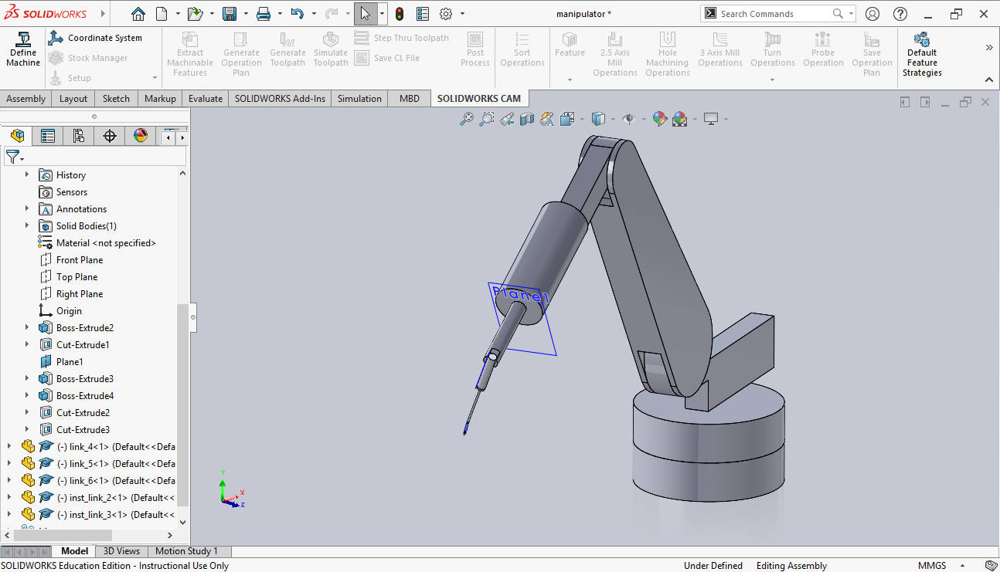 SOLIDWORKS
manipulator *
Search Commands
Define Machine
Coordinate System
Stock Manager
Setup
Extract Machinable Features
Generate Operation Plan
Generate Toolpath
Simulate Toolpath
Step Thru Toolpath
Save CL File
Post Process
Sort Operations
Feature
2.5 Axis Mill Operations
Hole Machining Operations
3 Axis Mill Operations
Turn Operations
Probe Operation
Save Operation Plan
Default Feature Strategies
Assembly
Layout
Sketch
Markup
Evaluate
SOLIDWORKS Add-Ins
Simulation
MBD
SOLIDWORKS CAM
History
Sensors
Annotations
Solid Bodies(1)
Material <not specified>
Front Plane
Top Plane
Right Plane
Origin
Boss-Extrude2
Cut-Extrude1
Plane1
Boss-Extrude3
Boss-Extrude4
Cut-Extrude2
Cut-Extrude3
(-) link_4<1> (Default<<Defa
(-) link_5<1> (Default<<Defa
(-) link_6<1> (Default<<Defa
(-) inst_link_2<1> (Default<<
(-) inst_link_3<1> (Default<<
Plane1
Y
X
Z
Model
3D Views
Motion Study 1
SOLIDWORKS Education Edition - Instructional Use Only
Under Defined
Editing Assembly
MMGS